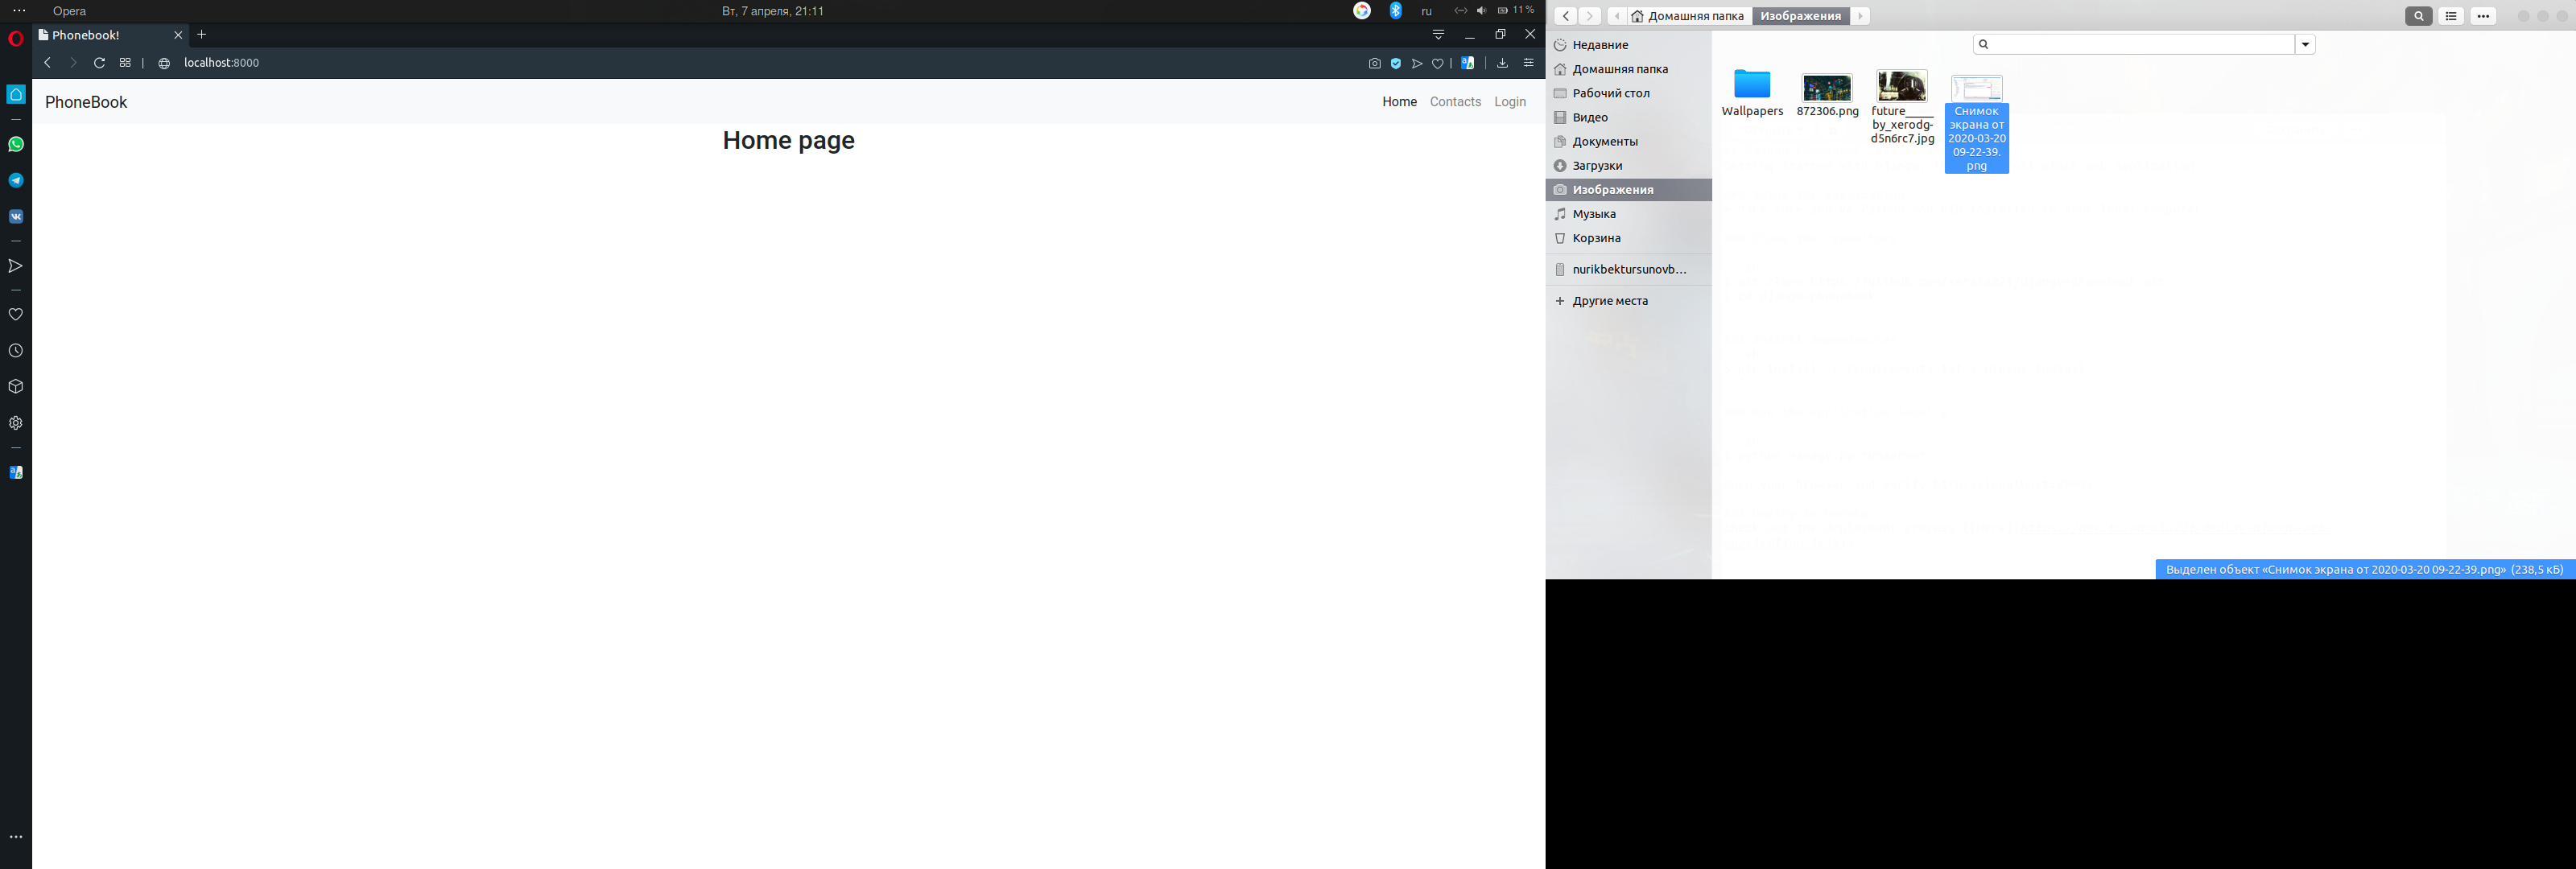 Opera
Вт, 7 апреля, 21:11
ru
11 %
Phonebook!
localhost:8000
PhoneBook
Home
Contacts
Login
Home page
Домашняя папка
Изображения
Недавние
Домашняя папка
Рабочий стол
Видео
Документы
Загрузки
Изображения
Музыка
Корзина
nurikbektursunovb…
Другие места
Wallpapers
872306.png
future_____
by_xerodg-
d5n6rc7.jpg
Снимок
экрана от
2020-03-20
09-22-39.
png
Выделен объект «Снимок экрана от 2020-03-20 09-22-39.png» (238,5 кБ)